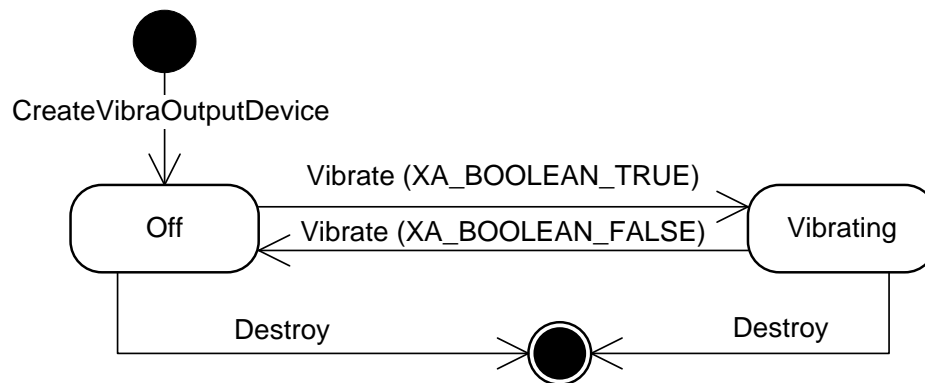 CreateVibraOutputDevice
Vibrate (XA_BOOLEAN_TRUE)
Off
Vibrate (XA_BOOLEAN_FALSE)
Vibrating
Destroy
Destroy